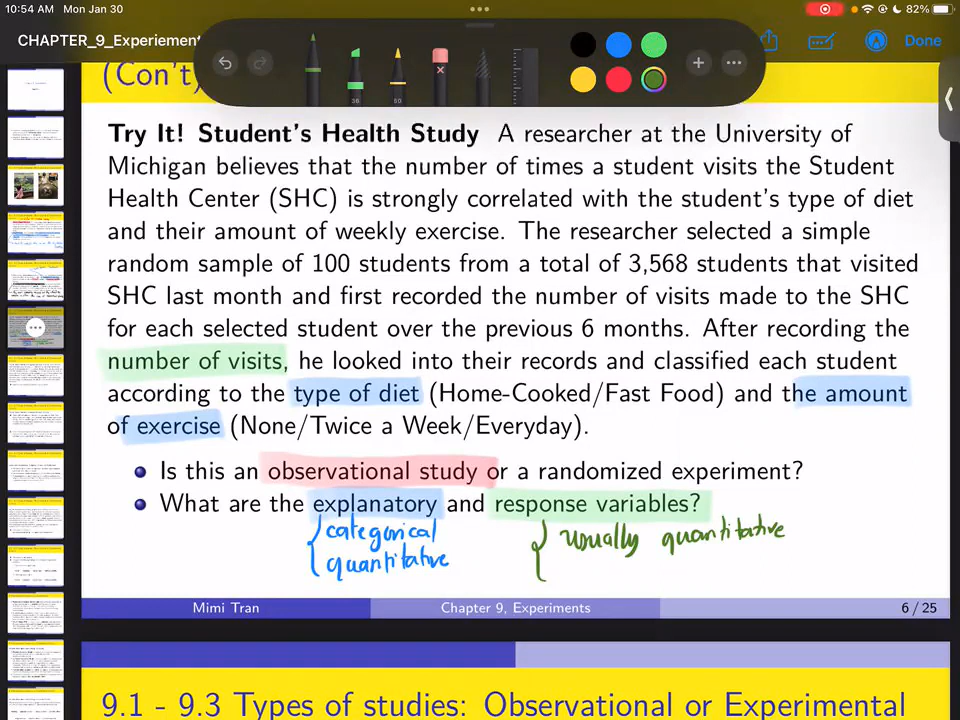 10:54 AM Mon Jan 30
82%
CHAPTER_9_Experiement
Done
36
50
(Con't)
Try It! Student's Health Study A researcher at the University of
Michigan believes that the number of times a student visits the Student
Health Center (SHC) is strongly correlated with the student's type of diet
and their amount of weekly exercise. The researcher selected a simple
random sample of 100 students from a total of 3,568 students that visited
SHC last month and first recorded the number of visits made to the SHC
for each selected student over the previous 6 months. After recording the
number of visits, he looked into their records and classified each student
according to the type of diet (Home-Cooked/Fast Food) and the amount
of exercise (None/Twice a Week/Everyday).
Is this an observational study or a randomized experiment?
What are the explanatory and response variables?
categorical
quantitative
usually quantitative
Mimi Tran Chapter 9, Experiments 6 / 25
9.1 - 9.3 Types of studies: Observational or Experimental